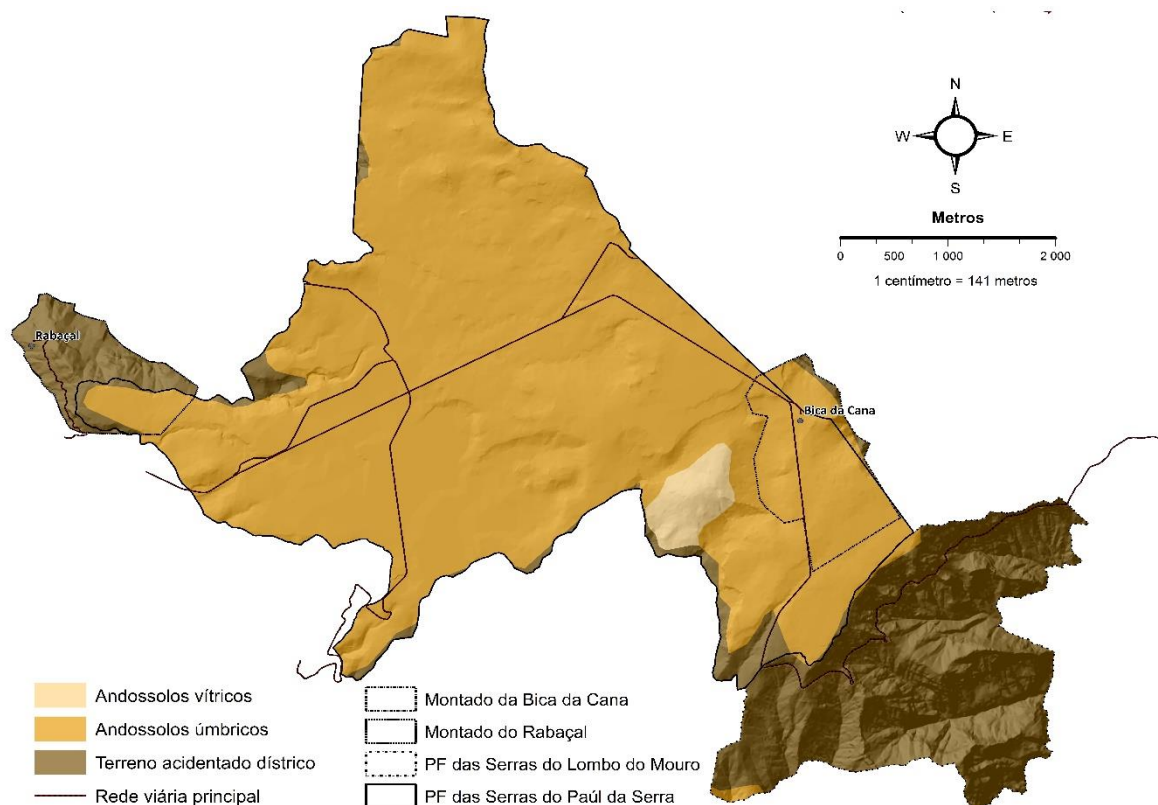 N
W E
S
Metros
0 500 1 000 2 000
1 centímetro = 141 metros
Rabaçal
Bica da Cana
Andossolos vítricos
Andossolos úmbricos
Terreno acidentado dístrico
Rede viária principal
Montado da Bica da Cana
Montado do Rabaçal
PF das Serras do Lombo do Mouro
PF das Serras do Paúl da Serra